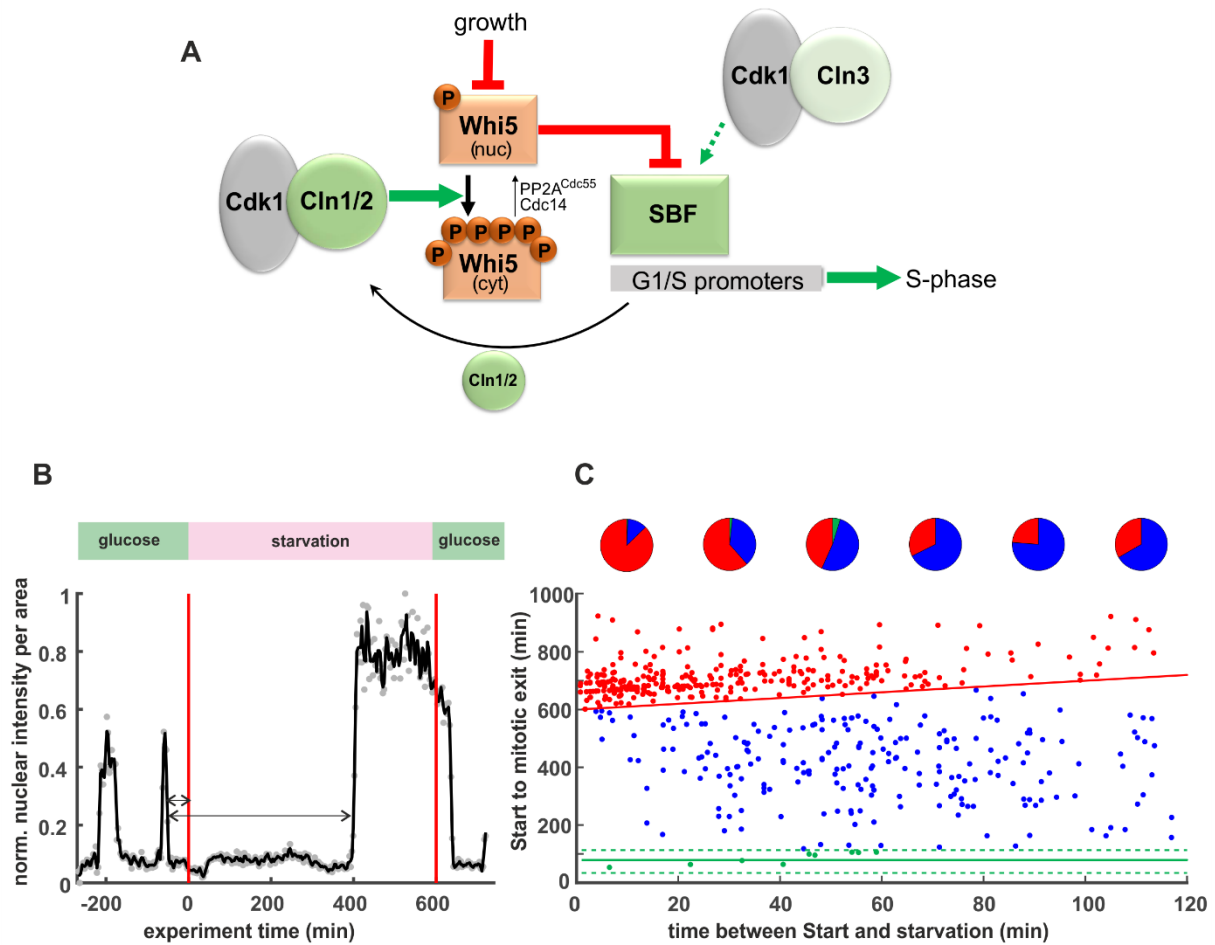 A
growth
Cdk1
Cln3
P
Whi5
(nuc)
Cdk1
Cln1/2
PP2A^Cdc55
Cdc14
SBF
P P P P
P P
Whi5
(cyt)
G1/S promoters
S-phase
Cln1/2
B
glucose
starvation
glucose
norm. nuclear intensity per area
1
0.8
0.6
0.4
0.2
0
-200 0 200 400 600
experiment time (min)
C
Start to mitotic exit (min)
1000
800
600
400
200
100
0
0 20 40 60 80 100 120
time between Start and starvation (min)